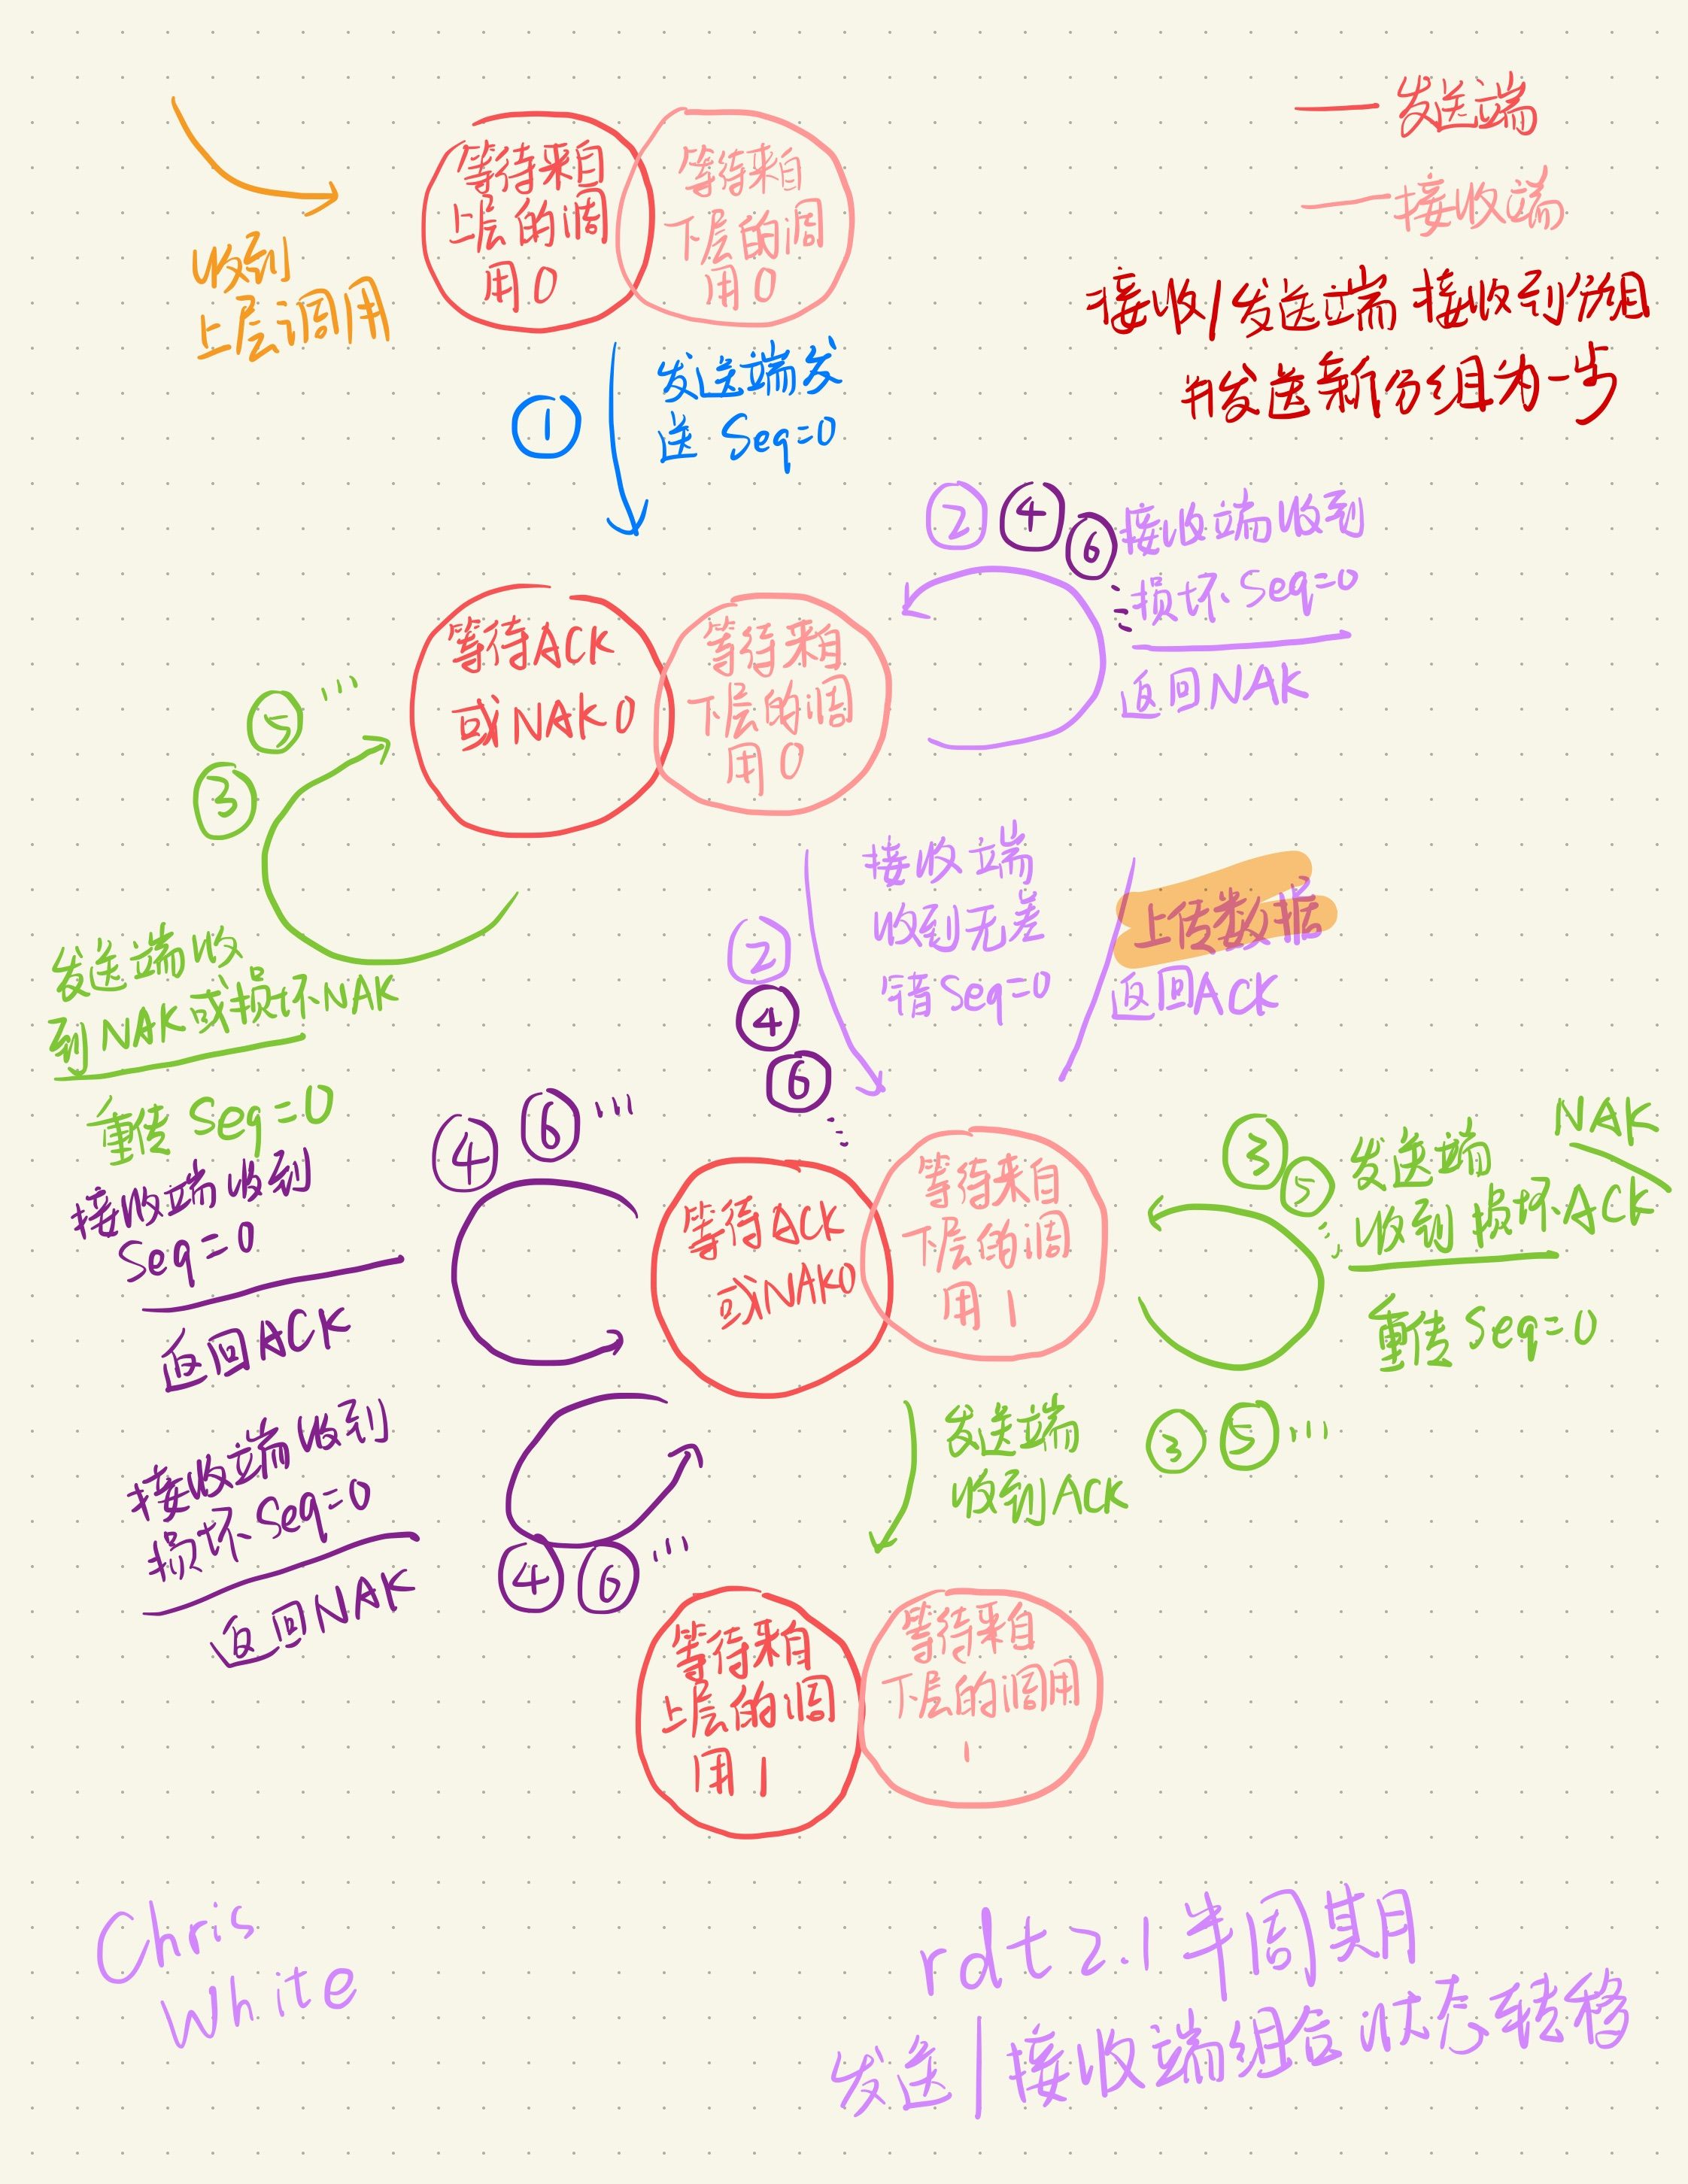 —发送端
—接收端
接收/发送端 接收到分组
并发送新分组为一步
收到
上层调用
等待来自
上层的调
用0
等待来自
下层的调
用0
①
发送端发
送 Seq=0
② ④ ⑥
接收端收到
损坏 Seq=0
返回NAK
等待ACK
或NAK0
等待来自
下层的调
用0
③ ⑤ ...
发送端收
到NAK或损坏NAK
重传 Seq=0
接收端
收到无差
错 Seq=0
上传数据
返回ACK
②
④
⑥
...
接收端收到
Seq=0
返回ACK
④ ⑥ ...
等待ACK
或NAK0
等待来自
下层的调
用1
③ ⑤ ...
NAK
发送端
收到损坏ACK
重传 Seq=0
接收端收到
损坏 Seq=0
返回NAK
④ ⑥ ...
发送端
收到ACK
③ ⑤ ...
等待来自
上层的调
用1
等待来自
下层的调用
1
Chris
White
rdt2.1半周期
发送/接收端组合状态转移